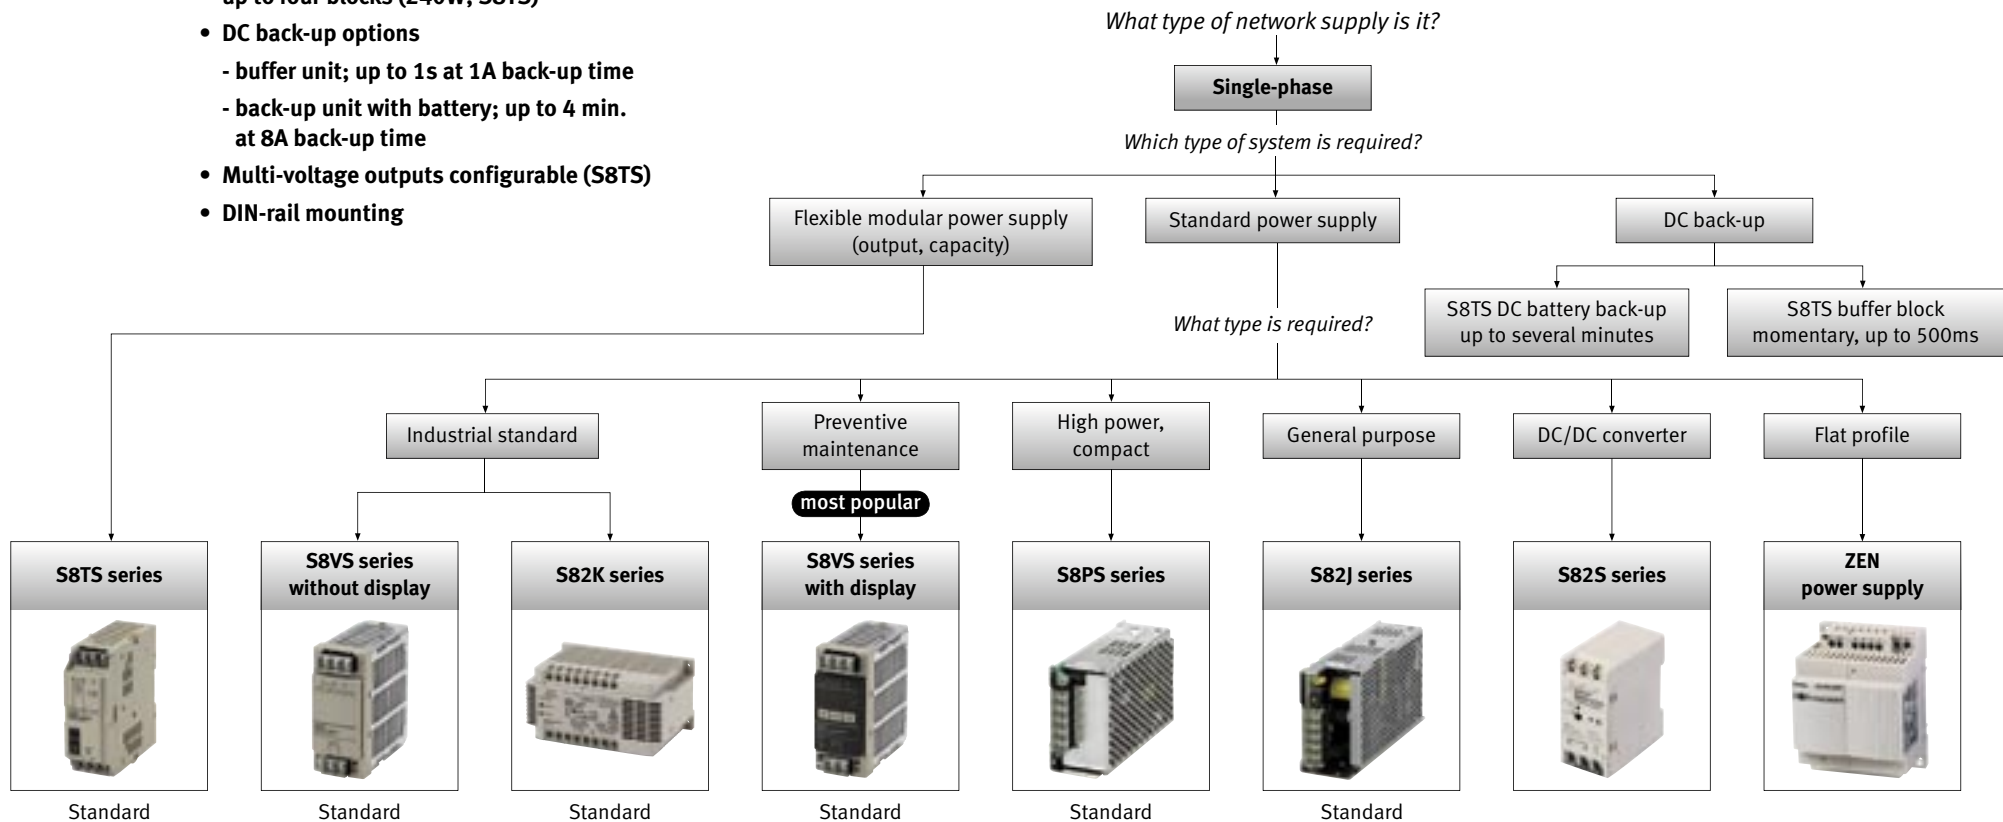 up to four blocks (240W, S8TS)
• DC back-up options
- buffer unit; up to 1s at 1A back-up time
- back-up unit with battery; up to 4 min.
at 8A back-up time
• Multi-voltage outputs configurable (S8TS)
• DIN-rail mounting
What type of network supply is it?
Single-phase
Which type of system is required?
Flexible modular power supply
(output, capacity)
Standard power supply
DC back-up
S8TS DC battery back-up
up to several minutes
S8TS buffer block
momentary, up to 500ms
What type is required?
Industrial standard
Preventive
maintenance
High power,
compact
General purpose
DC/DC converter
Flat profile
most popular
S8TS series
S8VS series
without display
S82K series
S8VS series
with display
S8PS series
S82J series
S82S series
ZEN
power supply
Standard
Standard
Standard
Standard
Standard
Standard